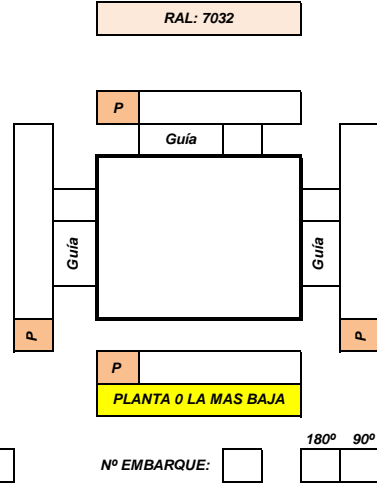 RAL: 7032
P
Guía
Guía
Guía
P
P
P
PLANTA 0 LA MAS BAJA
180º 90º
Nº EMBARQUE: